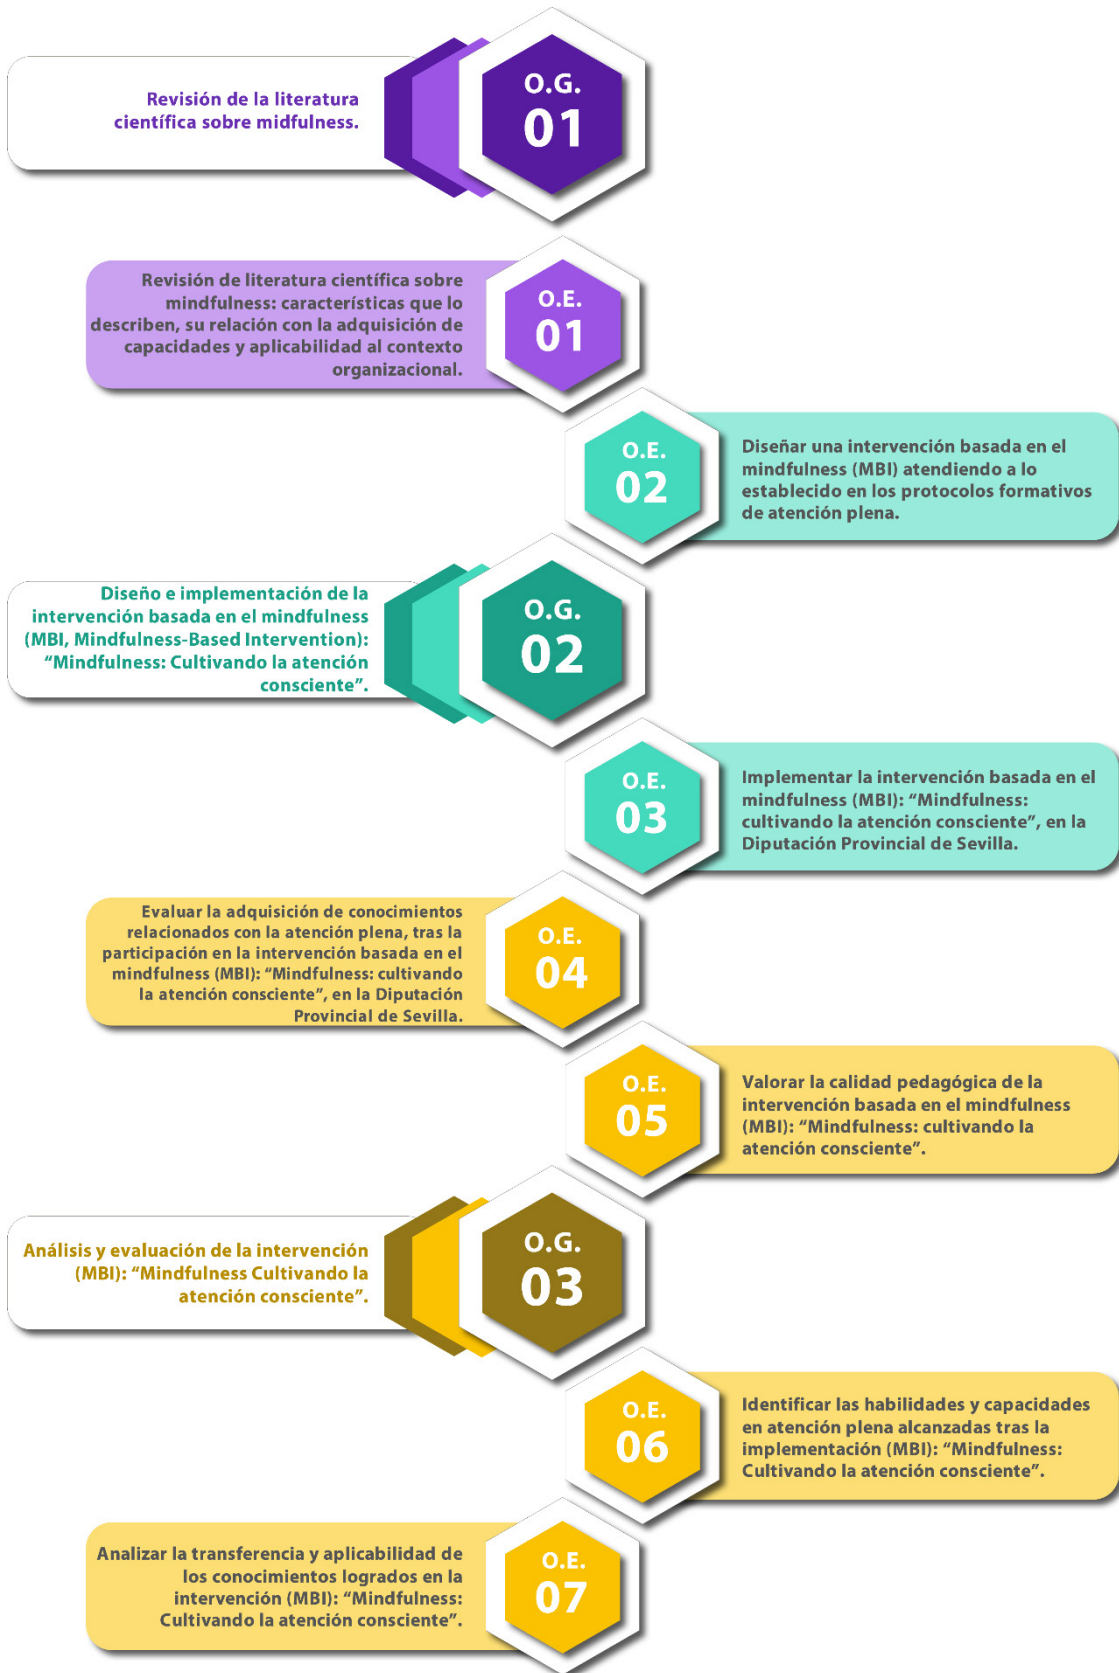 Revisión de la literatura
científica sobre midfulness.
O.G.
01
Revisión de literatura científica sobre
mindfulness: características que lo
describen, su relación con la adquisición de
capacidades y aplicabilidad al contexto
organizacional.
O.E.
01
O.E.
02
Diseñar una intervención basada en el
mindfulness (MBI) atendiendo a lo
establecido en los protocolos formativos
de atención plena.
Diseño e implementación de la
intervención basada en el mindfulness
(MBI, Mindfulness-Based Intervention):
“Mindfulness: Cultivando la atención
consciente”.
O.G.
02
O.E.
03
Implementar la intervención basada en el
mindfulness (MBI): “Mindfulness:
cultivando la atención consciente”, en la
Diputación Provincial de Sevilla.
Evaluar la adquisición de conocimientos
relacionados con la atención plena, tras la
participación en la intervención basada en el
mindfulness (MBI): “Mindfulness: cultivando
la atención consciente”, en la Diputación
Provincial de Sevilla.
O.E.
04
O.E.
05
Valorar la calidad pedagógica de la
intervención basada en el mindfulness
(MBI): “Mindfulness: cultivando la
atención consciente”.
Análisis y evaluación de la intervención
(MBI): “Mindfulness Cultivando la
atención consciente”.
O.G.
03
O.E.
06
Identificar las habilidades y capacidades
en atención plena alcanzadas tras la
implementación (MBI): “Mindfulness:
Cultivando la atención consciente”.
Analizar la transferencia y aplicabilidad de
los conocimientos logrados en la
intervención (MBI): “Mindfulness:
Cultivando la atención consciente”.
O.E.
07